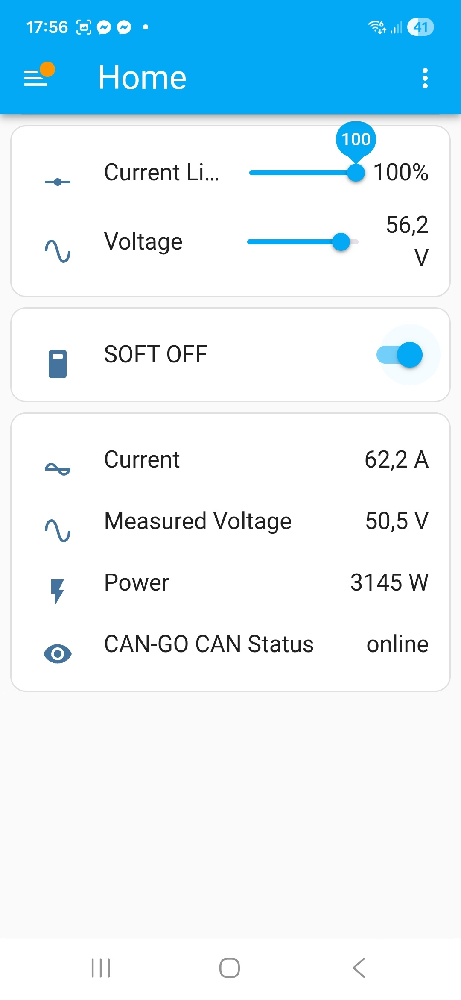 17:56
6
41
Home
100
Current Li...
100%
Voltage
56,2
V
SOFT OFF
Current
62,2 A
Measured Voltage
50,5 V
Power
3145 W
CAN-GO CAN Status
online